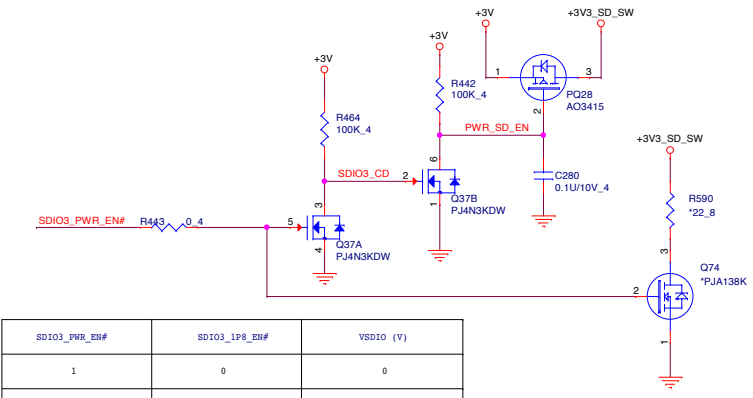 +3V
+3V3_SD_SW
+3V
+3V
1
3
R442
100K_4
PQ28
AO3415
2
R464
100K_4
PWR_SD_EN
+3V3_SD_SW
6
SDIO3_CD
2
C280
0.1U/10V_4
1
Q37B
PJ4N3KDW
R590
*22_8
3
SDIO3_PWR_EN#
R443
0_4
5
4
Q37A
PJ4N3KDW
3
Q74
*PJA138K
2
1
SDIO3_PWR_EN#
SDIO3_1P8_EN#
VSDIO (V)
1
0
0